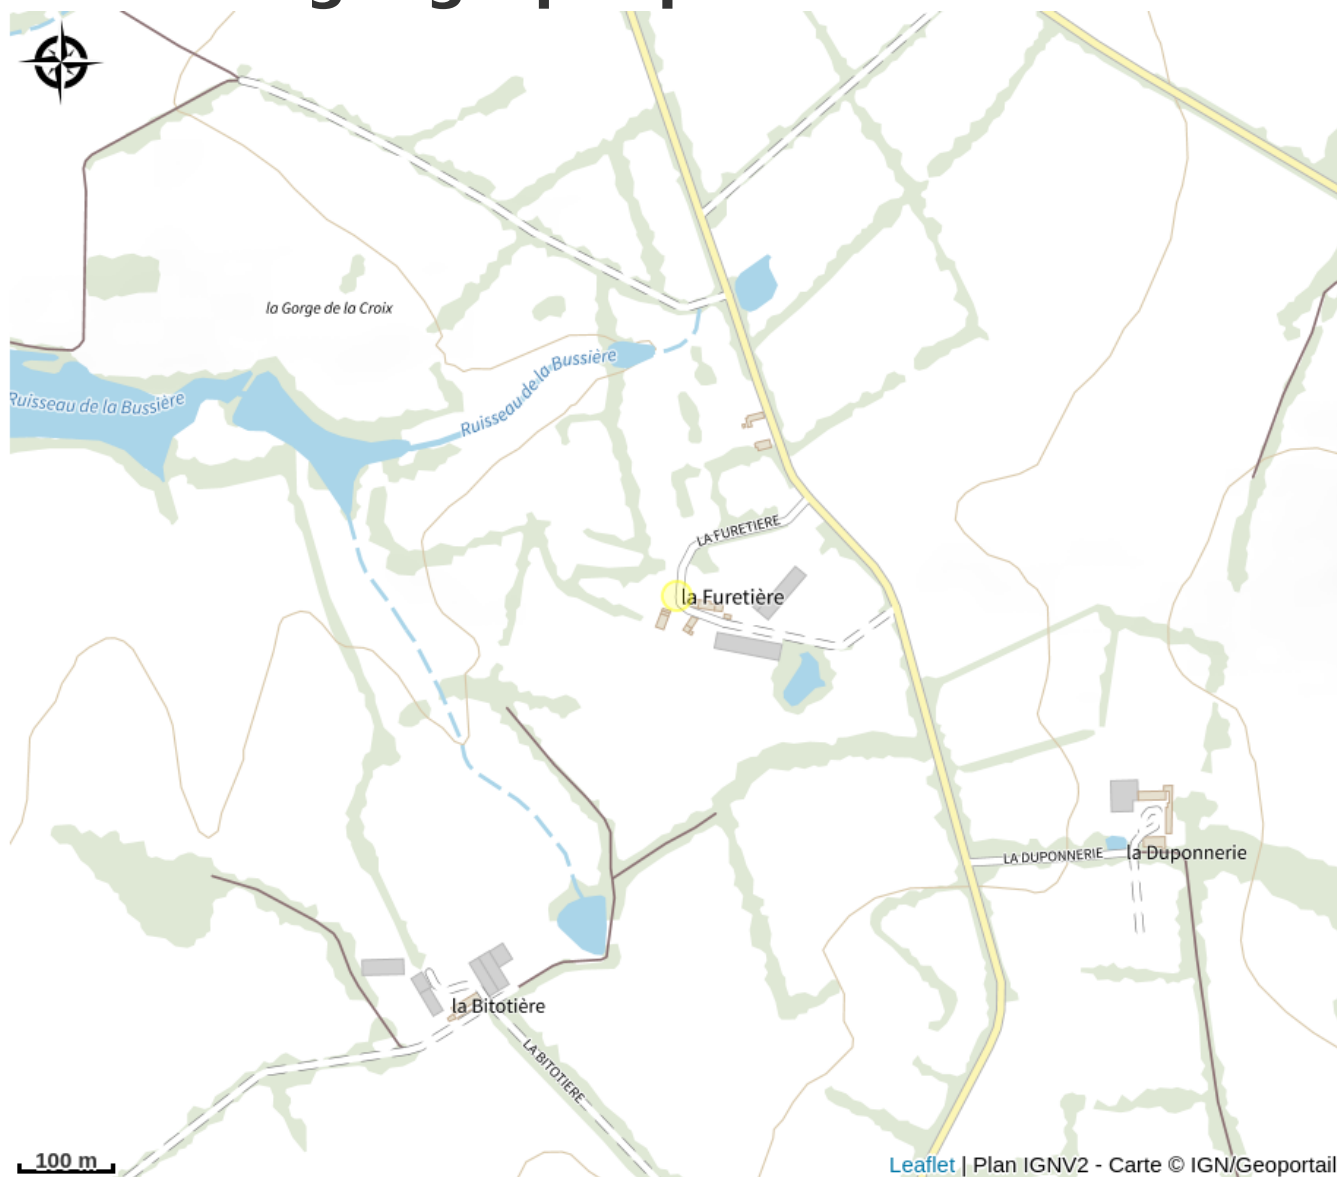 la Gorge de la Croix
Ruisseau de la Bussière
Ruisseau de la Bussière
LA FURETIERE
la Furetière
LA DUPONNERIE
la Duponnerie
la Bitotière
LA BITOTIERE
100 m
Leaflet | Plan IGNV2 - Carte © IGN/Geoportail